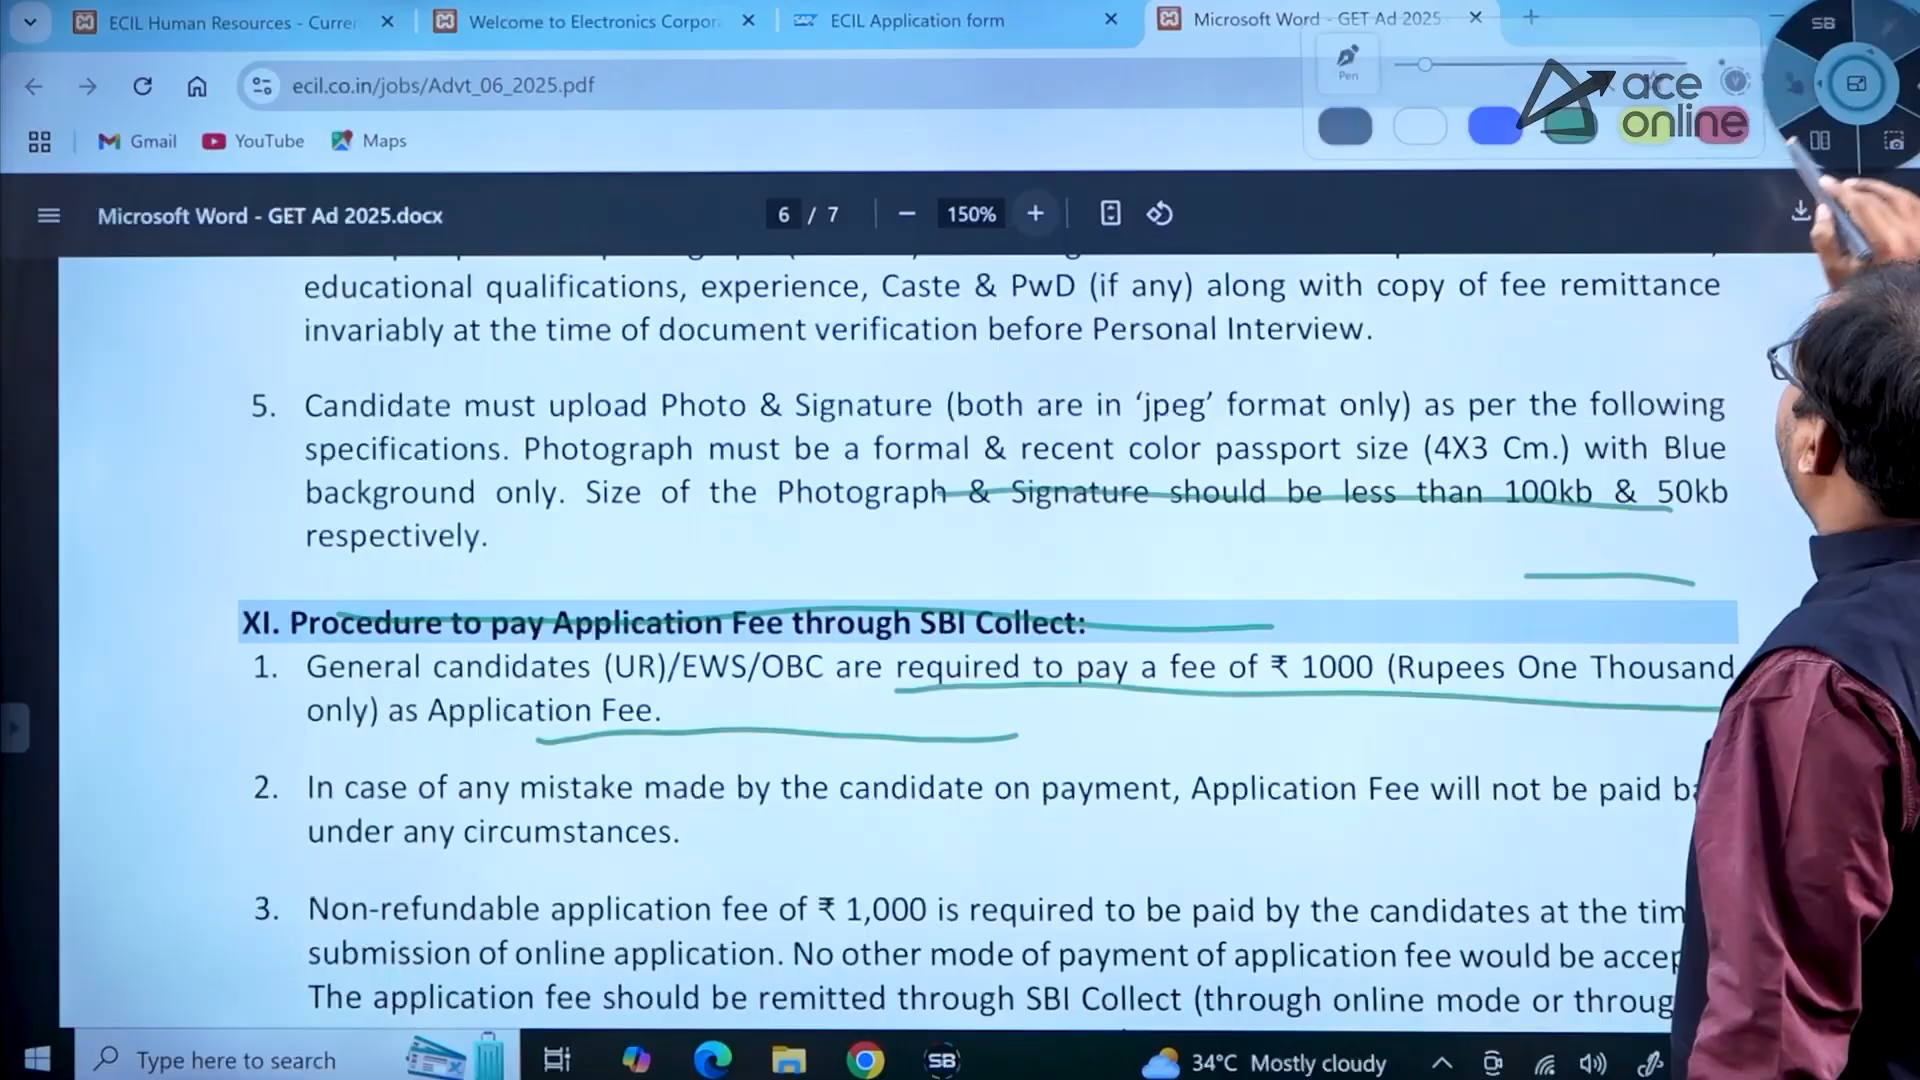 ECIL Human Resources - Curren
Welcome to Electronics Corpor
SAP
ECIL Application form
Microsoft Word - GET Ad 2025
SB
ecil.co.in/jobs/Advt_06_2025.pdf
Pen
ace
online
Gmail
YouTube
Maps
Microsoft Word - GET Ad 2025.docx
6 / 7
150%
educational qualifications, experience, Caste & PwD (if any) along with copy of fee remittance
invariably at the time of document verification before Personal Interview.
5. Candidate must upload Photo & Signature (both are in ‘jpeg’ format only) as per the following
specifications. Photograph must be a formal & recent color passport size (4X3 Cm.) with Blue
background only. Size of the Photograph & Signature should be less than 100kb & 50kb
respectively.
XI. Procedure to pay Application Fee through SBI Collect:
1. General candidates (UR)/EWS/OBC are required to pay a fee of ₹ 1000 (Rupees One Thousand
only) as Application Fee.
2. In case of any mistake made by the candidate on payment, Application Fee will not be paid ba
under any circumstances.
3. Non-refundable application fee of ₹ 1,000 is required to be paid by the candidates at the tim
submission of online application. No other mode of payment of application fee would be accep
The application fee should be remitted through SBI Collect (through online mode or throug
Type here to search
SB
34°C Mostly cloudy